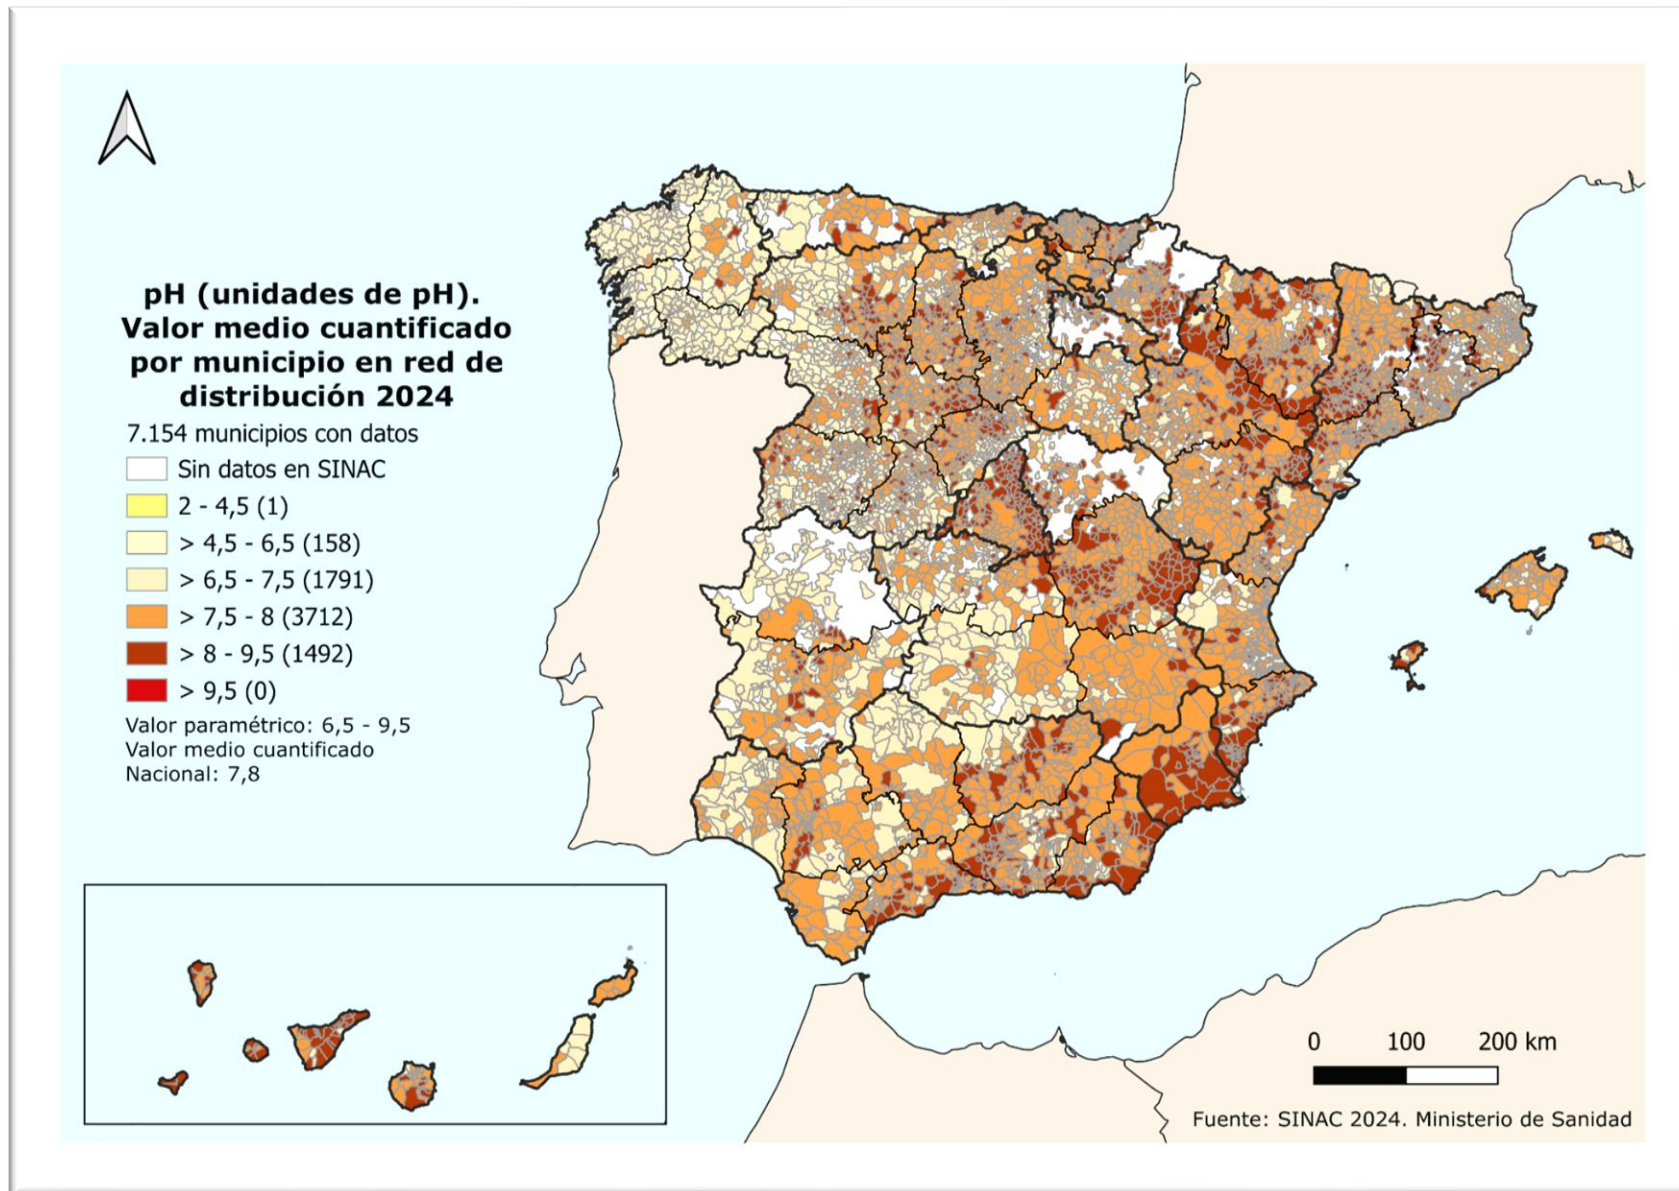 pH (unidades de pH).
Valor medio cuantificado
por municipio en red de
distribución 2024
7.154 municipios con datos
Sin datos en SINAC
2 - 4,5 (1)
> 4,5 - 6,5 (158)
> 6,5 - 7,5 (1791)
> 7,5 - 8 (3712)
> 8 - 9,5 (1492)
> 9,5 (0)
Valor paramétrico: 6,5 - 9,5
Valor medio cuantificado
Nacional: 7,8
0 100 200 km
Fuente: SINAC 2024. Ministerio de Sanidad